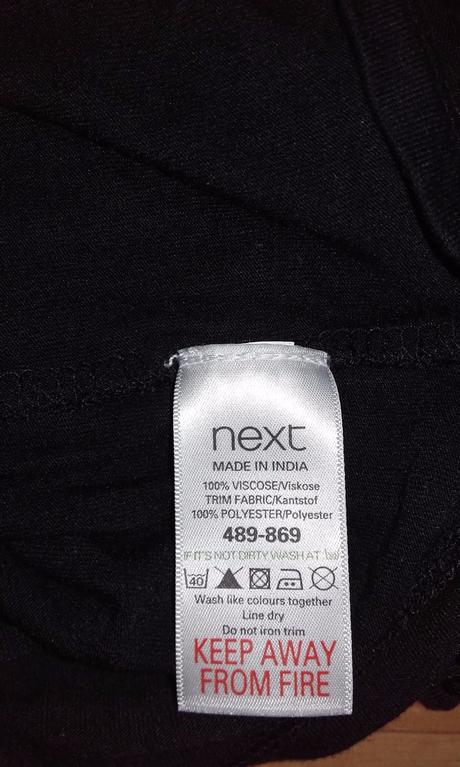 next
MADE IN INDIA
100% VISCOSE/Viskose
TRIM FABRIC/Kantstof
100% POLYESTER/Polyester
489-869
IF IT'S NOT DIRTY WASH AT
40
Wash like colours together
Line dry
Do not iron trim
KEEP AWAY
FROM FIRE